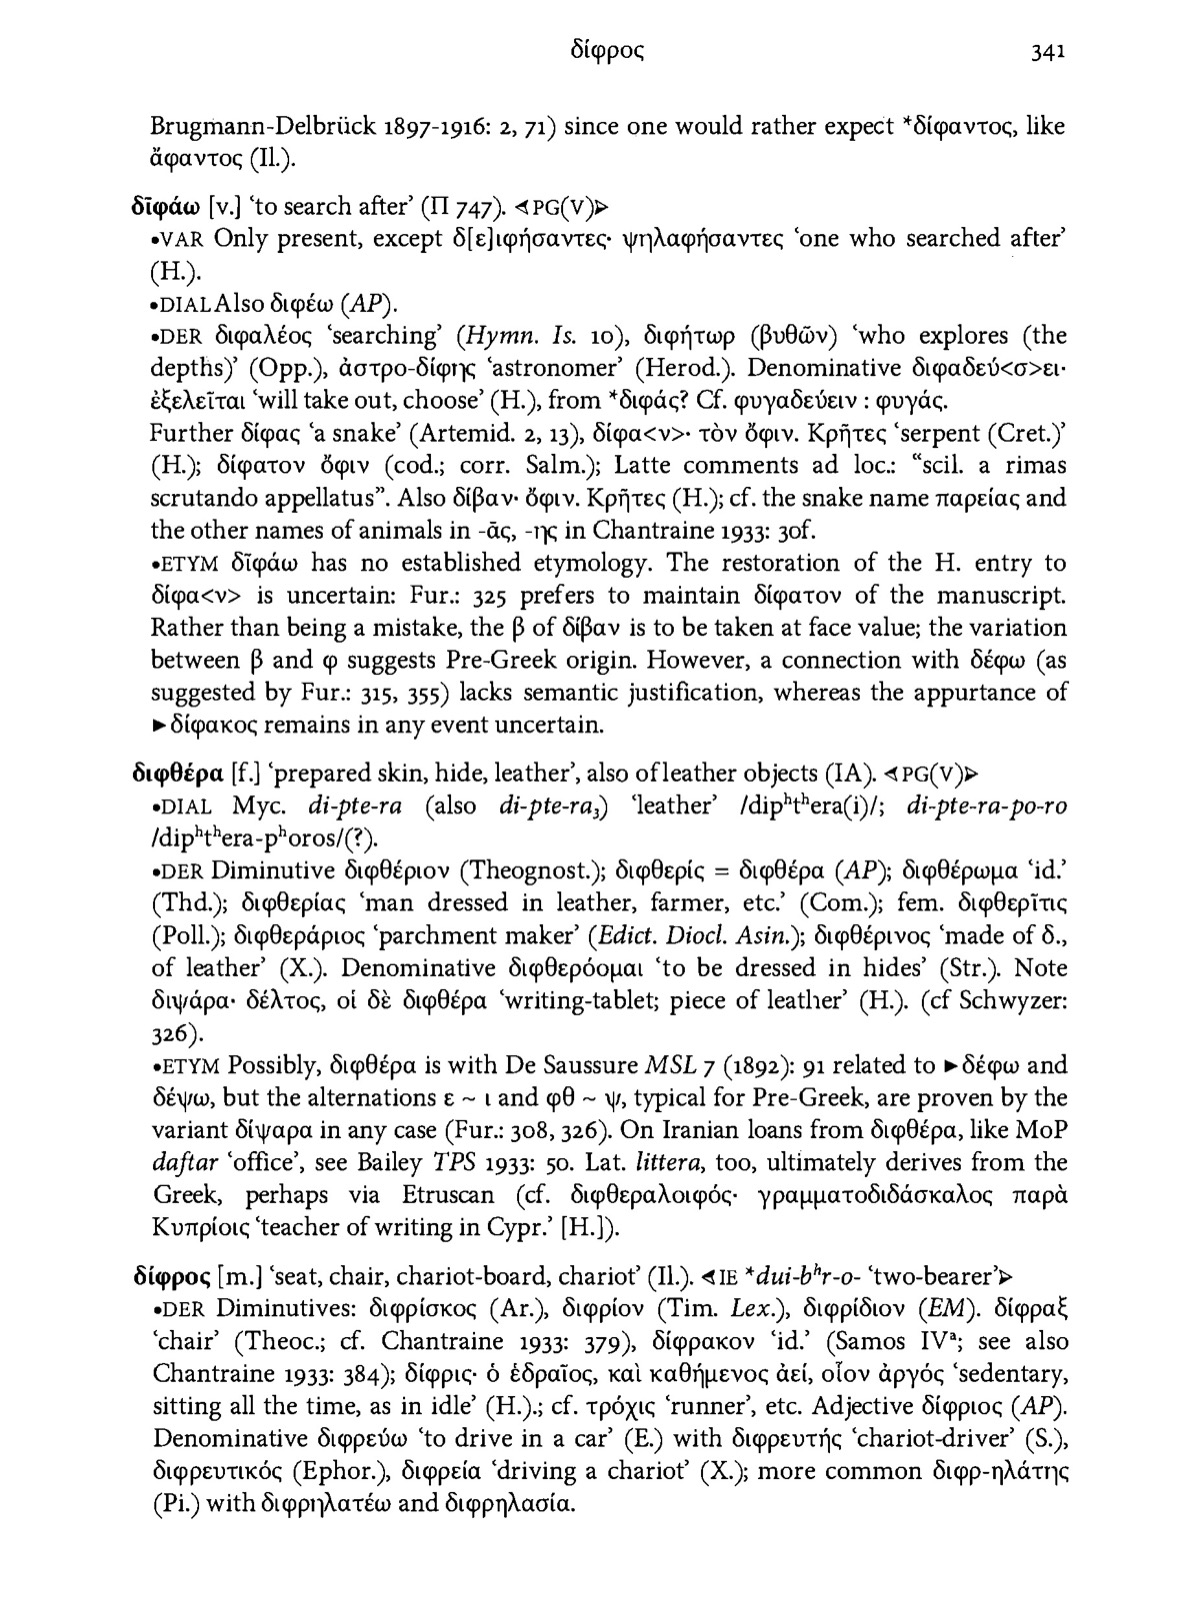 δίφρος 341
Brugmann-Delbrück 1897-1916: 2, 71) since one would rather expect *δίφαντος, like
ἄφαντος (Il.).
δῑφάω [v.] ‘to search after’ (Π 747). ⮜PG(V)⮞
•VAR Only present, except δ[ε]ιφήσαντες· ψηλαφήσαντες ‘one who searched after’
(H.).
•DIAL Also διφέω (AP).
•DER διφαλέος ‘searching’ (Hymn. Is. 10), διφήτωρ (βυθῶν) ‘who explores (the
depths)’ (Opp.), ἀστρο-δίφης ‘astronomer’ (Herod.). Denominative διφαδεύ<σ>ει·
ἐξελεῖται ‘will take out, choose’ (H.), from *διφάς? Cf. φυγαδεύειν : φυγάς.
Further δίφας ‘a snake’ (Artemid. 2, 13), δίφα<ν>· τὸν ὄφιν. Κρῆτες ‘serpent (Cret.)’
(H.); δίφατον ὄφιν (cod.; corr. Salm.); Latte comments ad loc.: “scil. a rimas
scrutando appellatus”. Also δίβαν· ὄφιν. Κρῆτες (H.); cf. the snake name παρείας and
the other names of animals in -ᾱς, -ης in Chantraine 1933: 30f.
•ETYM δῑφάω has no established etymology. The restoration of the H. entry to
δίφα<ν> is uncertain: Fur.: 325 prefers to maintain δίφατον of the manuscript.
Rather than being a mistake, the β of δίβαν is to be taken at face value; the variation
between β and φ suggests Pre-Greek origin. However, a connection with δέφω (as
suggested by Fur.: 315, 355) lacks semantic justification, whereas the appurtance of
►δίφακος remains in any event uncertain.
διφθέρα [f.] ‘prepared skin, hide, leather’, also of leather objects (IA). ⮜PG(V)⮞
•DIAL Myc. di-pte-ra (also di-pte-ra₃) ‘leather’ /dipʰtʰera(i)/; di-pte-ra-po-ro
/dipʰtʰera-pʰoros/(?).
•DER Diminutive διφθέριον (Theognost.); διφθερίς = διφθέρα (AP); διφθέρωμα ‘id.’
(Thd.); διφθερίας ‘man dressed in leather, farmer, etc.’ (Com.); fem. διφθερῖτις
(Poll.); διφθεράριος ‘parchment maker’ (Edict. Diocl. Asin.); διφθέρινος ‘made of δ.,
of leather’ (X.). Denominative διφθερόομαι ‘to be dressed in hides’ (Str.). Note
διψάρα· δέλτος, οἱ δὲ διφθέρα ‘writing-tablet; piece of leather’ (H.). (cf Schwyzer:
326).
•ETYM Possibly, διφθέρα is with De Saussure MSL 7 (1892): 91 related to ►δέφω and
δέψω, but the alternations ε ~ ι and φθ ~ ψ, typical for Pre-Greek, are proven by the
variant δίψαρα in any case (Fur.: 308, 326). On Iranian loans from διφθέρα, like MoP
daftar ‘office’, see Bailey TPS 1933: 50. Lat. littera, too, ultimately derives from the
Greek, perhaps via Etruscan (cf. διφθεραλοιφός· γραμματοδιδάσκαλος παρὰ
Κυπρίοις ‘teacher of writing in Cypr.’ [H.]).
δίφρος [m.] ‘seat, chair, chariot-board, chariot’ (Il.). ⮜IE *dui-bʰr-o- ‘two-bearer’⮞
•DER Diminutives: διφρίσκος (Ar.), διφρίον (Tim. Lex.), διφρίδιον (EM). δίφραξ
‘chair’ (Theoc.; cf. Chantraine 1933: 379), δίφρακον ‘id.’ (Samos IVᵃ; see also
Chantraine 1933: 384); δίφρις· ὁ ἑδραῖος, καὶ καθήμενος ἀεί, οἷον ἀργός ‘sedentary,
sitting all the time, as in idle’ (H.).; cf. τρόχις ‘runner’, etc. Adjective δίφριος (AP).
Denominative διφρεύω ‘to drive in a car’ (E.) with διφρευτής ‘chariot-driver’ (S.),
διφρευτικός (Ephor.), διφρεία ‘driving a chariot’ (X.); more common διφρ-ηλάτης
(Pi.) with διφρηλατέω and διφρηλασία.